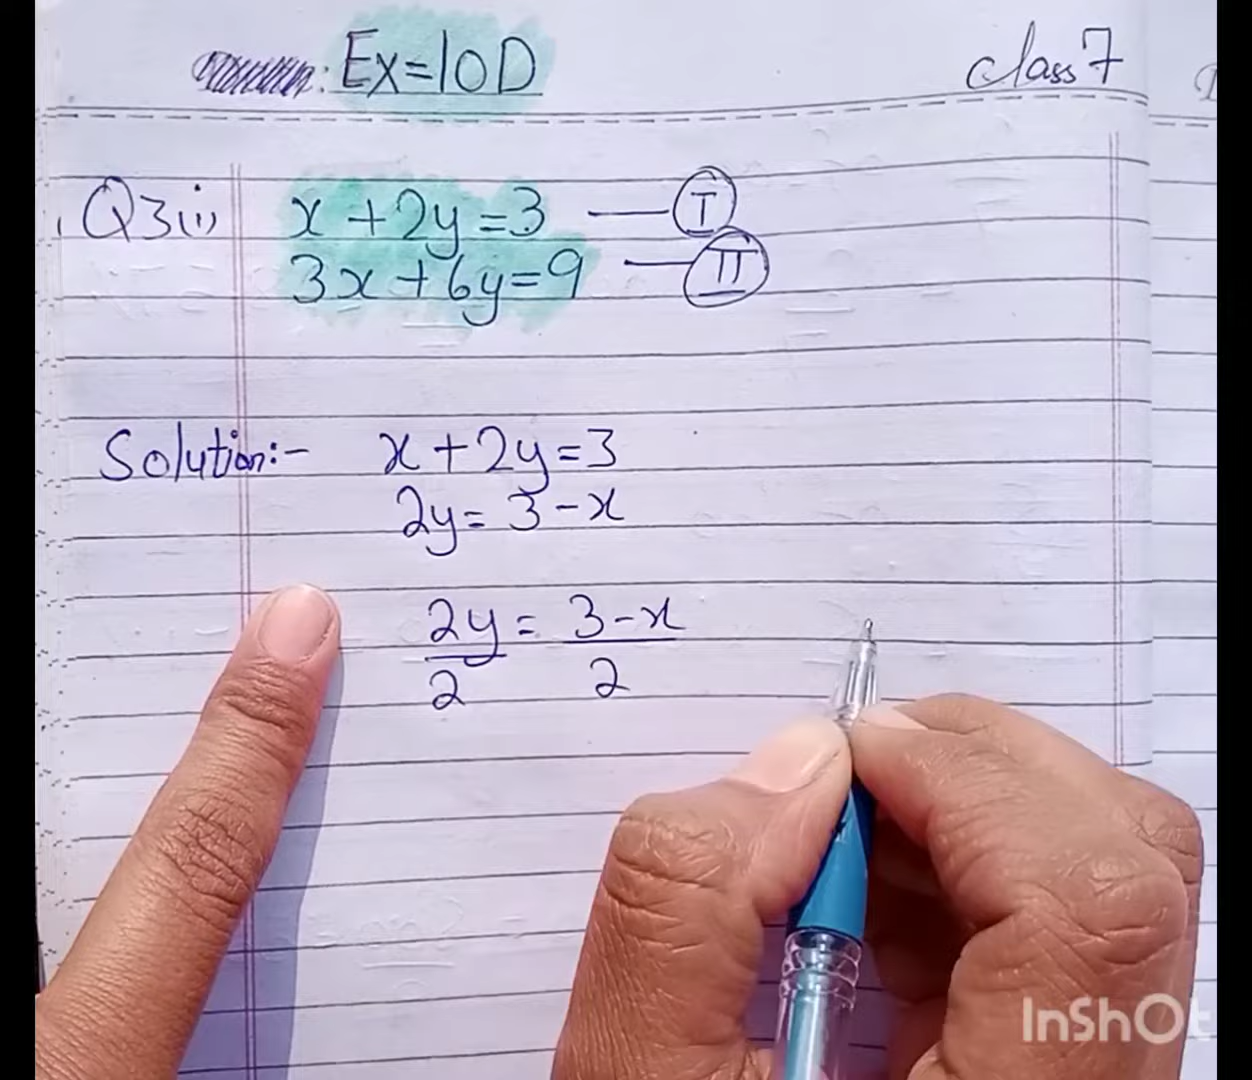 : Ex=10D
Class 7
Q3(i) x+2y=3 — I
3x+6y=9 — II
Solution:- x+2y=3
2y=3-x
2y/2 = 3-x/2
InShOt